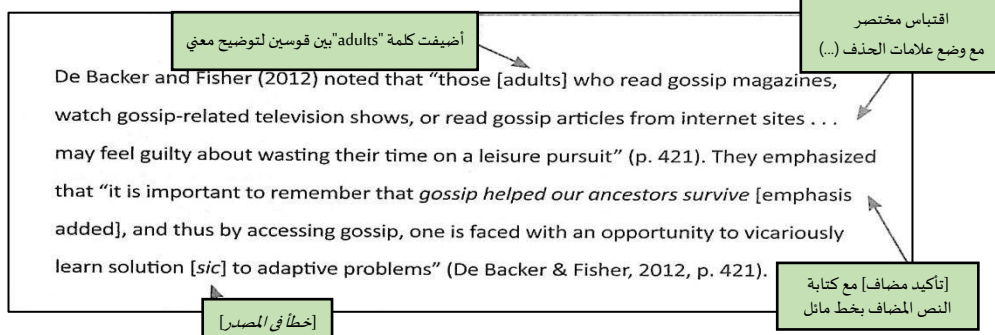 اقتباس مختصر
مع وضع علامات الحذف (...)
أضيفت كلمة "adults"بين قوسين لتوضيح معني
De Backer and Fisher (2012) noted that “those [adults] who read gossip magazines,
watch gossip-related television shows, or read gossip articles from internet sites . . .
may feel guilty about wasting their time on a leisure pursuit” (p. 421). They emphasized
that “it is important to remember that gossip helped our ancestors survive [emphasis
added], and thus by accessing gossip, one is faced with an opportunity to vicariously
learn solution [sic] to adaptive problems” (De Backer & Fisher, 2012, p. 421).
[تأكيد مضاف] مع كتابة
النص المضاف بخط مائل
[خطأ في المصدر]